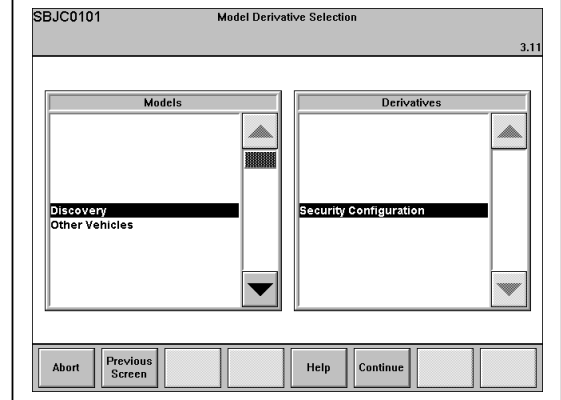 SBJC0101 Model Derivative Selection
3.11
Models Derivatives
Discovery Security Configuration
Other Vehicles
Abort Previous Screen Help Continue